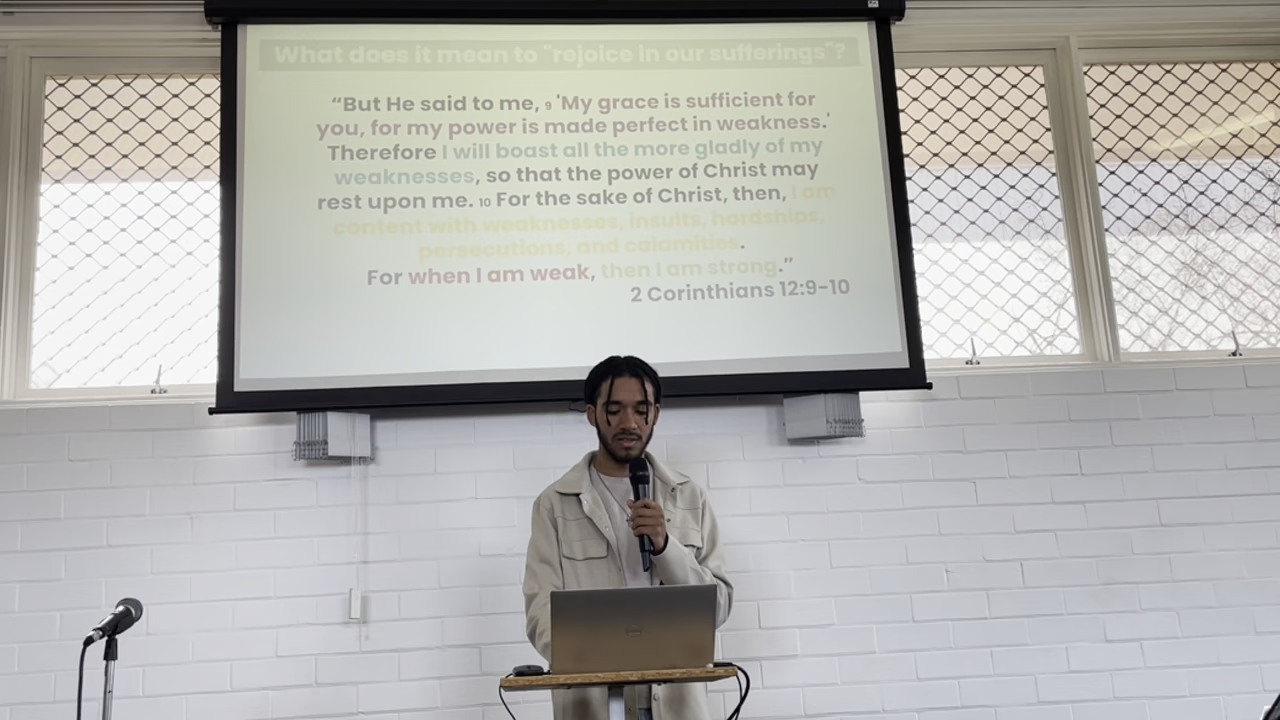 What does it mean to "rejoice in our sufferings"?
“But He said to me, 9 'My grace is sufficient for
you, for my power is made perfect in weakness.'
Therefore I will boast all the more gladly of my
weaknesses, so that the power of Christ may
rest upon me. 10 For the sake of Christ, then, I am
content with weaknesses, insults, hardships,
persecutions, and calamities.
For when I am weak, then I am strong.”
2 Corinthians 12:9-10